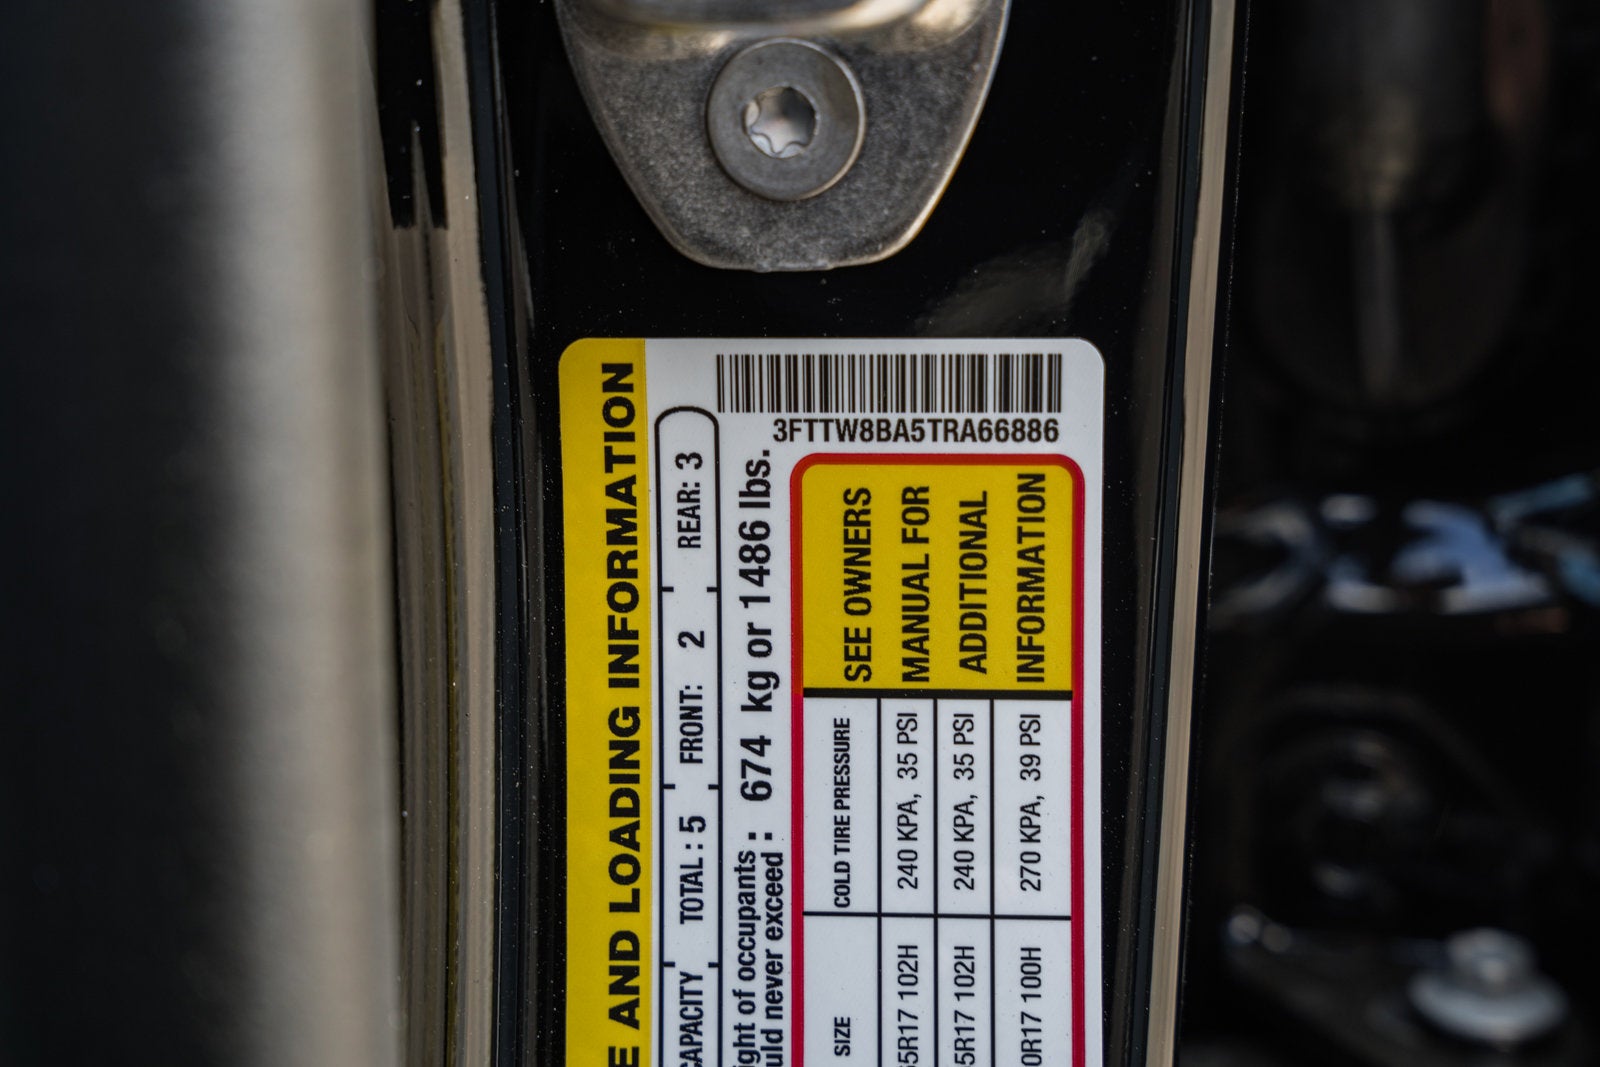 3FTTW8BA5TRA66886
E AND LOADING INFORMATION
CAPACITY TOTAL : 5 FRONT: 2 REAR: 3
ight of occupants : 674 kg or 1486 lbs.
uld never exceed
SIZE COLD TIRE PRESSURE
5R17 102H 240 KPA, 35 PSI
5R17 102H 240 KPA, 35 PSI
0R17 100H 270 KPA, 39 PSI
SEE OWNERS
MANUAL FOR
ADDITIONAL
INFORMATION